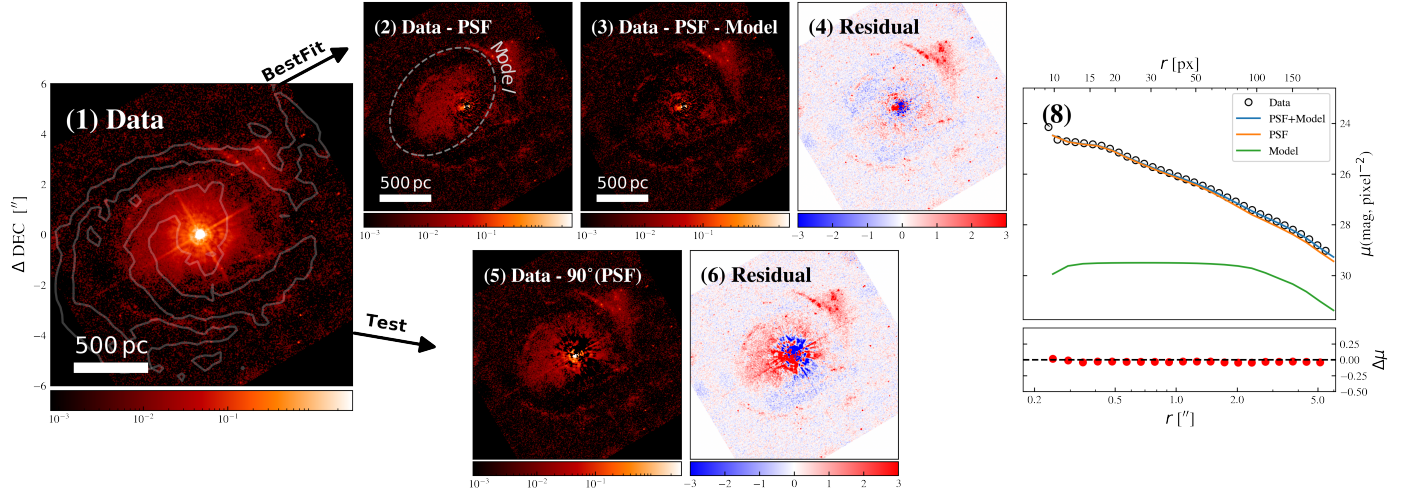 BestFit
(1) Data
Δ DEC [″]
6
4
2
0
−2
−4
−6
500 pc
10⁻³
10⁻²
10⁻¹
Test
(2) Data - PSF
Model
500 pc
10⁻³
10⁻²
10⁻¹
(3) Data - PSF - Model
500 pc
10⁻³
10⁻²
10⁻¹
(4) Residual
−3
−2
−1
0
1
2
3
(5) Data - 90°(PSF)
10⁻³
10⁻²
10⁻¹
(6) Residual
−3
−2
−1
0
1
2
3
r [px]
10
15
20
30
50
100
150
(8)
Data
PSF+Model
PSF
Model
24
26
28
30
μ(mag, pixel⁻²)
0.25
0.00
−0.25
−0.50
Δμ
0.2
0.5
1.0
2.0
5.0
r [″]